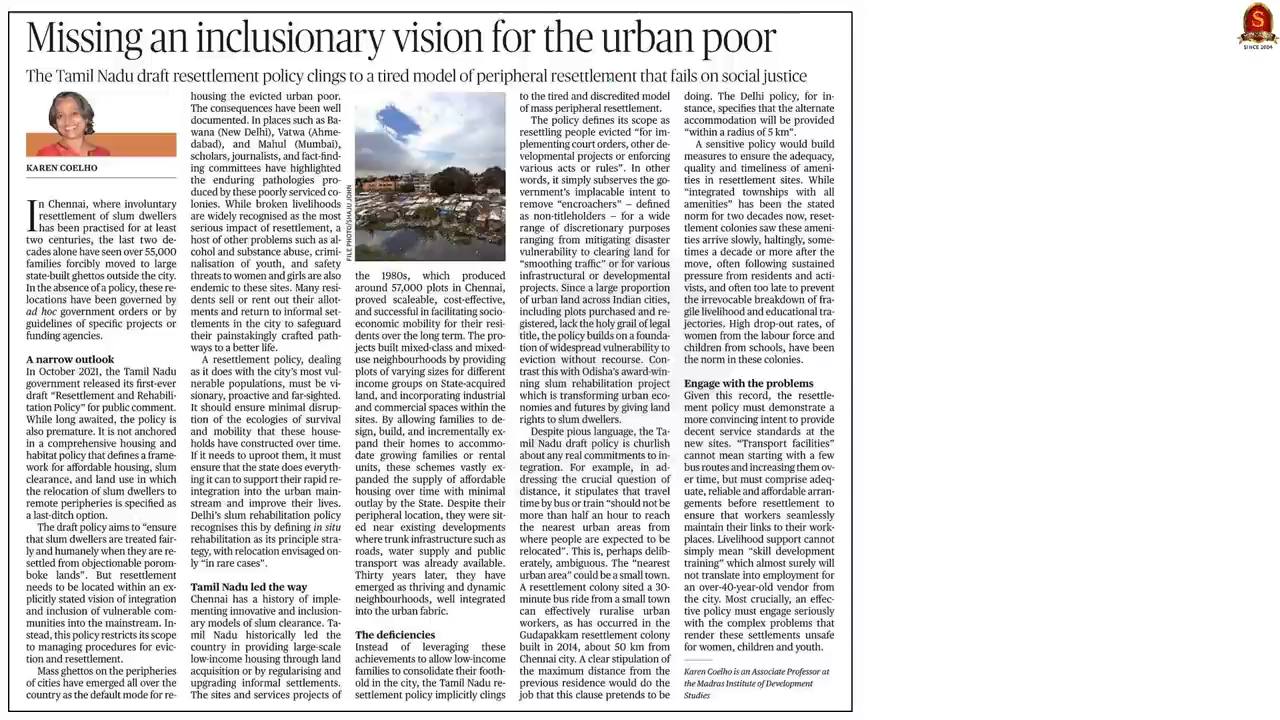 Missing an inclusionary vision for the urban poor
The Tamil Nadu draft resettlement policy clings to a tired model of peripheral resettlement that fails on social justice
KAREN COELHO
In Chennai, where involuntary
resettlement of slum dwellers
has been practised for at least
two centuries, the last two de-
cades alone have seen over 55,000
families forcibly moved to large
state-built ghettos outside the city.
In the absence of a policy, these re-
locations have been governed by
ad hoc government orders or by
guidelines of specific projects or
funding agencies.
A narrow outlook
In October 2021, the Tamil Nadu
government released its first-ever
draft “Resettlement and Rehabili-
tation Policy” for public comment.
While long awaited, the policy is
also premature. It is not anchored
in a comprehensive housing and
habitat policy that defines a frame-
work for affordable housing, slum
clearance, and land use in which
the relocation of slum dwellers to
remote peripheries is specified as
a last-ditch option.
The draft policy aims to “ensure
that slum dwellers are treated fair-
ly and humanely when they are re-
settled from objectionable porom-
boke lands”. But resettlement
needs to be located within an ex-
plicitly stated vision of integration
and inclusion of vulnerable com-
munities into the mainstream. In-
stead, this policy restricts its scope
to managing procedures for evic-
tion and resettlement.
Mass ghettos on the peripheries
of cities have emerged all over the
country as the default mode for re-
housing the evicted urban poor.
The consequences have been well
documented. In places such as Ba-
wana (New Delhi), Vatwa (Ahme-
dabad), and Mahul (Mumbai),
scholars, journalists, and fact-find-
ing committees have highlighted
the enduring pathologies pro-
duced by these poorly serviced co-
lonies. While broken livelihoods
are widely recognised as the most
serious impact of resettlement, a
host of other problems such as al-
cohol and substance abuse, crimi-
nalisation of youth, and safety
threats to women and girls are also
endemic to these sites. Many resi-
dents sell or rent out their allot-
ments and return to informal set-
tlements in the city to safeguard
their painstakingly crafted path-
ways to a better life.
A resettlement policy, dealing
as it does with the city’s most vul-
nerable populations, must be vi-
sionary, proactive and far-sighted.
It should ensure minimal disrup-
tion of the ecologies of survival
and mobility that these house-
holds have constructed over time.
If it needs to uproot them, it must
ensure that the state does everyth-
ing it can to support their rapid re-
integration into the urban main-
stream and improve their lives.
Delhi’s slum rehabilitation policy
recognises this by defining in situ
rehabilitation as its principle stra-
tegy, with relocation envisaged on-
ly “in rare cases”.
Tamil Nadu led the way
Chennai has a history of imple-
menting innovative and inclusion-
ary models of slum clearance. Ta-
mil Nadu historically led the
country in providing large-scale
low-income housing through land
acquisition or by regularising and
upgrading informal settlements.
The sites and services projects of
FILE PHOTO/SHAJU JOHN
the 1980s, which produced
around 57,000 plots in Chennai,
proved scaleable, cost-effective,
and successful in facilitating socio-
economic mobility for their resi-
dents over the long term. The pro-
jects built mixed-class and mixed-
use neighbourhoods by providing
plots of varying sizes for different
income groups on State-acquired
land, and incorporating industrial
and commercial spaces within the
sites. By allowing families to de-
sign, build, and incrementally ex-
pand their homes to accommo-
date growing families or rental
units, these schemes vastly ex-
panded the supply of affordable
housing over time with minimal
outlay by the State. Despite their
peripheral location, they were sit-
ed near existing developments
where trunk infrastructure such as
roads, water supply and public
transport was already available.
Thirty years later, they have
emerged as thriving and dynamic
neighbourhoods, well integrated
into the urban fabric.
The deficiencies
Instead of leveraging these
achievements to allow low-income
families to consolidate their foot-
hold in the city, the Tamil Nadu re-
settlement policy implicitly clings
to the tired and discredited model
of mass peripheral resettlement.
The policy defines its scope as
resettling people evicted “for im-
plementing court orders, other de-
velopmental projects or enforcing
various acts or rules”. In other
words, it simply subserves the go-
vernment’s implacable intent to
remove “encroachers” – defined
as non-titleholders – for a wide
range of discretionary purposes
ranging from mitigating disaster
vulnerability to clearing land for
“smoothing traffic” or for various
infrastructural or developmental
projects. Since a large proportion
of urban land across Indian cities,
including plots purchased and re-
gistered, lack the holy grail of legal
title, the policy builds on a founda-
tion of widespread vulnerability to
eviction without recourse. Con-
trast this with Odisha’s award-win-
ning slum rehabilitation project
which is transforming urban eco-
nomies and futures by giving land
rights to slum dwellers.
Despite pious language, the Ta-
mil Nadu draft policy is churlish
about any real commitments to in-
tegration. For example, in ad-
dressing the crucial question of
distance, it stipulates that travel
time by bus or train “should not be
more than half an hour to reach
the nearest urban areas from
where people are expected to be
relocated”. This is, perhaps delib-
erately, ambiguous. The “nearest
urban area” could be a small town.
A resettlement colony sited a 30-
minute bus ride from a small town
can effectively ruralise urban
workers, as has occurred in the
Gudapakkam resettlement colony
built in 2014, about 50 km from
Chennai city. A clear stipulation of
the maximum distance from the
previous residence would do the
job that this clause pretends to be
doing. The Delhi policy, for in-
stance, specifies that the alternate
accommodation will be provided
“within a radius of 5 km”.
A sensitive policy would build
measures to ensure the adequacy,
quality and timeliness of ameni-
ties in resettlement sites. While
“integrated townships with all
amenities” has been the stated
norm for two decades now, reset-
tlement colonies saw these ameni-
ties arrive slowly, haltingly, some-
times a decade or more after the
move, often following sustained
pressure from residents and acti-
vists, and often too late to prevent
the irrevocable breakdown of fra-
gile livelihood and educational tra-
jectories. High drop-out rates, of
women from the labour force and
children from schools, have been
the norm in these colonies.
Engage with the problems
Given this record, the resettle-
ment policy must demonstrate a
more convincing intent to provide
decent service standards at the
new sites. “Transport facilities”
cannot mean starting with a few
bus routes and increasing them ov-
er time, but must comprise adeq-
uate, reliable and affordable arran-
gements before resettlement to
ensure that workers seamlessly
maintain their links to their work-
places. Livelihood support cannot
simply mean “skill development
training” which almost surely will
not translate into employment for
an over-40-year-old vendor from
the city. Most crucially, an effec-
tive policy must engage seriously
with the complex problems that
render these settlements unsafe
for women, children and youth.
Karen Coelho is an Associate Professor at
the Madras Institute of Development
Studies
S
SINCE 2004